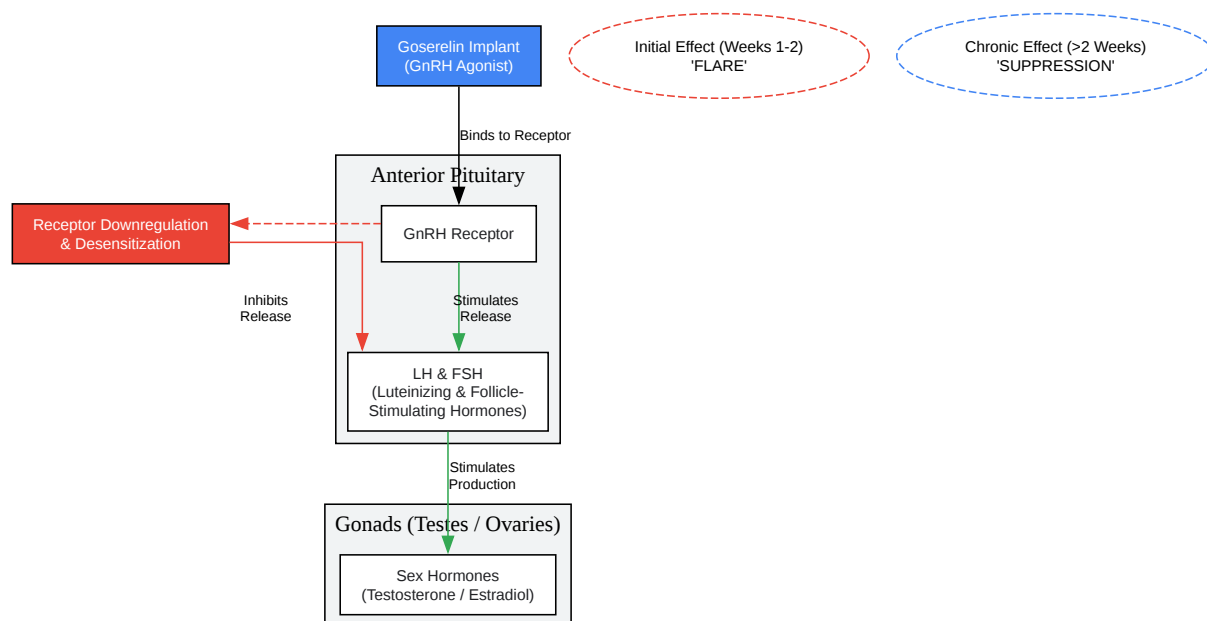 Goserelin Implant
(GnRH Agonist)
Initial Effect (Weeks 1-2)
'FLARE'
Chronic Effect (>2 Weeks)
'SUPPRESSION'
Binds to Receptor
Anterior Pituitary
Receptor Downregulation
& Desensitization
GnRH Receptor
Inhibits
Release
Stimulates
Release
LH & FSH
(Luteinizing & Follicle-
Stimulating Hormones)
Stimulates
Production
Gonads (Testes / Ovaries)
Sex Hormones
(Testosterone / Estradiol)